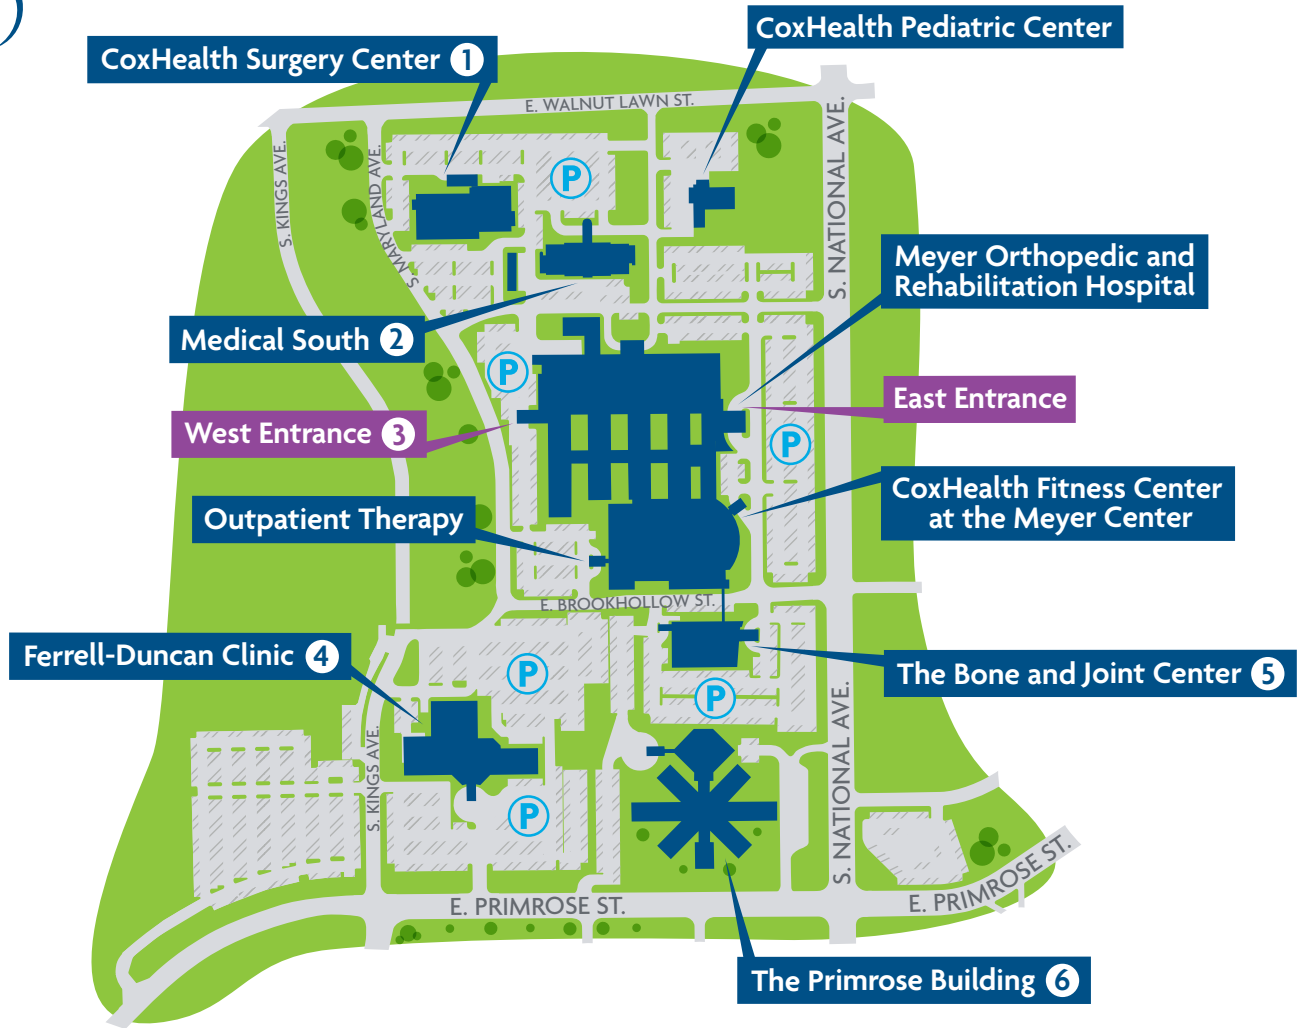 CoxHealth Pediatric Center
CoxHealth Surgery Center 1
E. WALNUT LAWN ST.
S. KINGS AVE.
S. MARYLAND AVE.
S. NATIONAL AVE.
P
Meyer Orthopedic and
Rehabilitation Hospital
Medical South 2
P
East Entrance
West Entrance 3
P
CoxHealth Fitness Center
at the Meyer Center
Outpatient Therapy
E. BROOKHOLLOW ST.
Ferrell-Duncan Clinic 4
The Bone and Joint Center 5
P
P
S. KINGS AVE.
S. NATIONAL AVE.
P
E. PRIMROSE ST.
E. PRIMROSE ST.
The Primrose Building 6